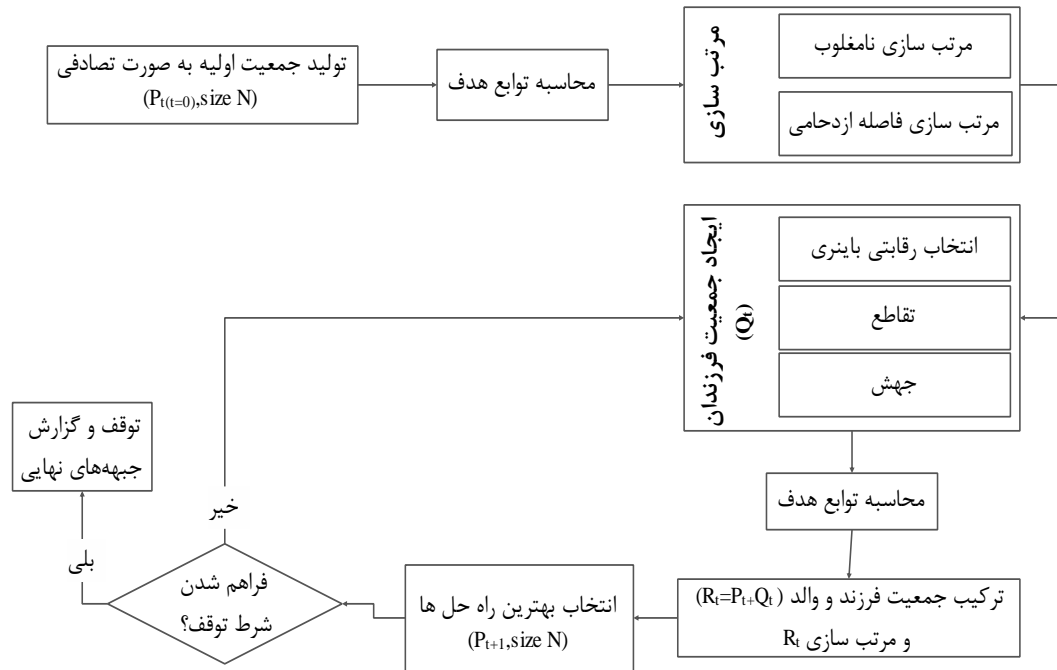 تولید جمعیت اولیه به صورت تصادفی
(Pt(t=0),size N)
محاسبه توابع هدف
مرتب سازی
مرتب سازی نامغلوب
مرتب سازی فاصله ازدحامی
ایجاد جمعیت فرزندان
(Qt)
انتخاب رقابتی باینری
تقاطع
جهش
محاسبه توابع هدف
ترکیب جمعیت فرزند و والد (Rt=Pt+Qt)
و مرتب سازی Rt
انتخاب بهترین راه حل ها
(Pt+1,size N)
فراهم شدن
شرط توقف؟
خیر
بلی
توقف و گزارش
جبهه‌های نهایی